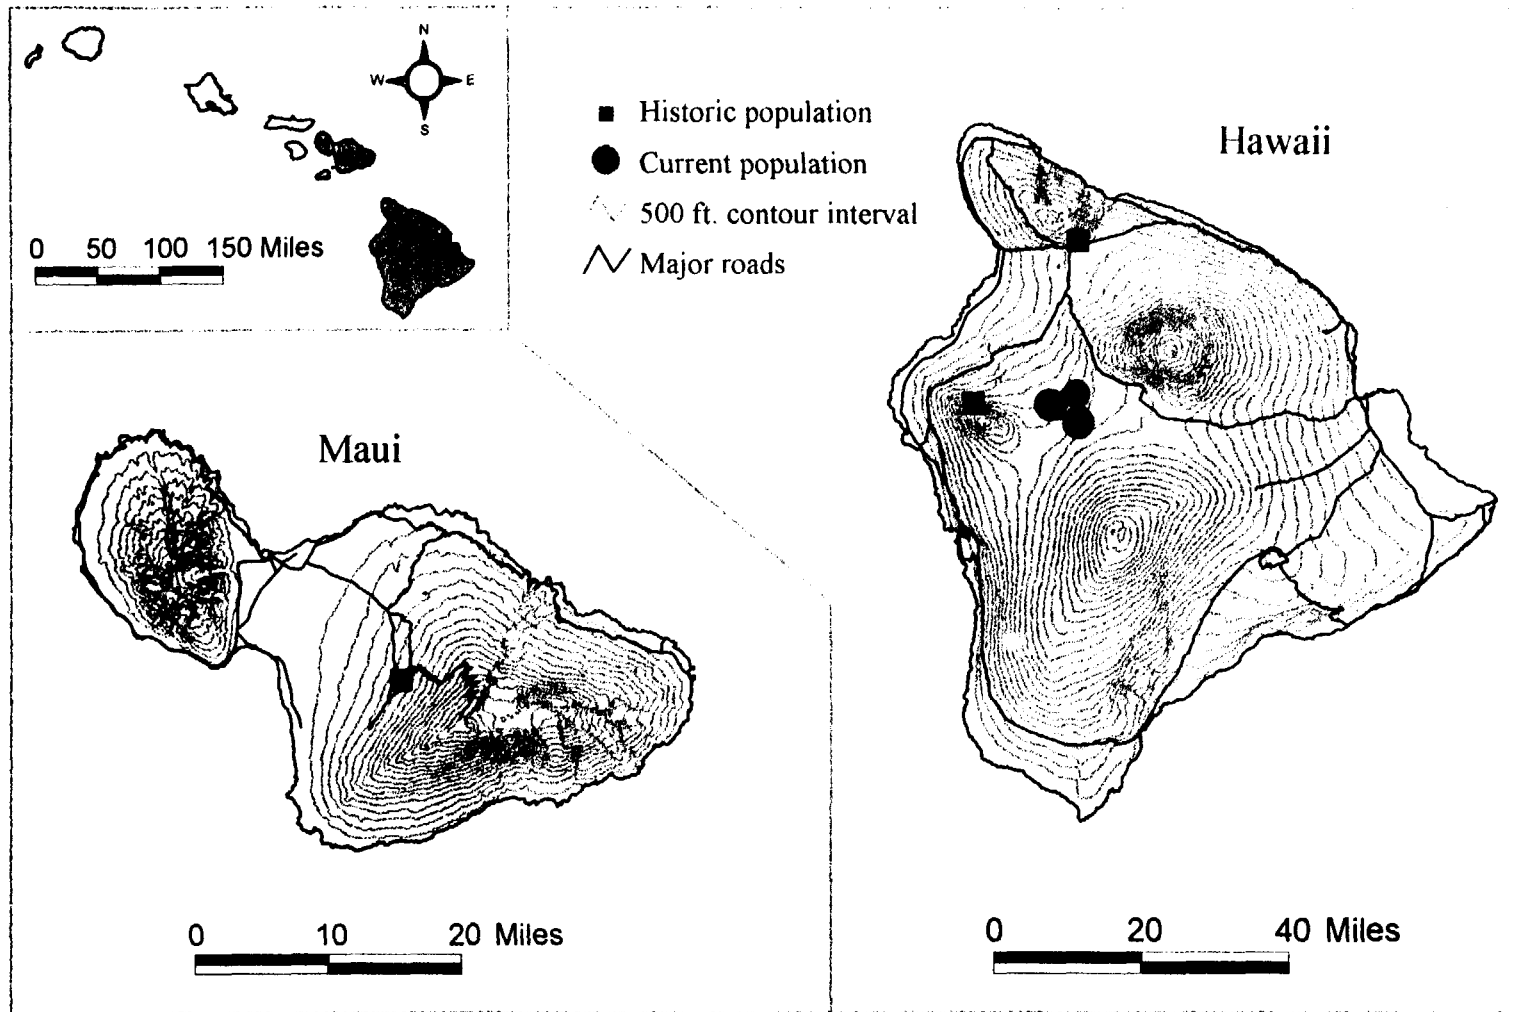 N
W E
S
0 50 100 150 Miles
Historic population
Current population
500 ft. contour interval
Major roads
Hawaii
Maui
0 10 20 Miles
0 20 40 Miles